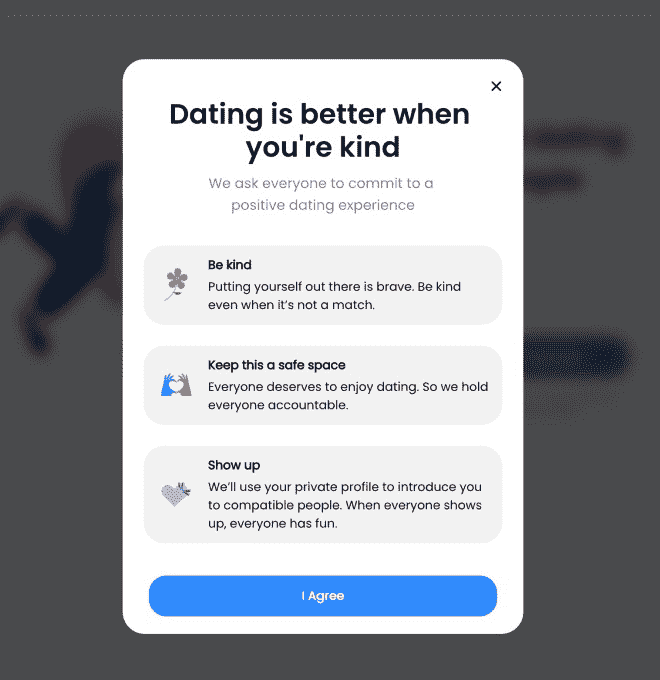 Dating is better when
you're kind
We ask everyone to commit to a
positive dating experience
Be kind
Putting yourself out there is brave. Be kind
even when it’s not a match.
Keep this a safe space
Everyone deserves to enjoy dating. So we hold
everyone accountable.
Show up
We’ll use your private profile to introduce you
to compatible people. When everyone shows
up, everyone has fun.
I Agree